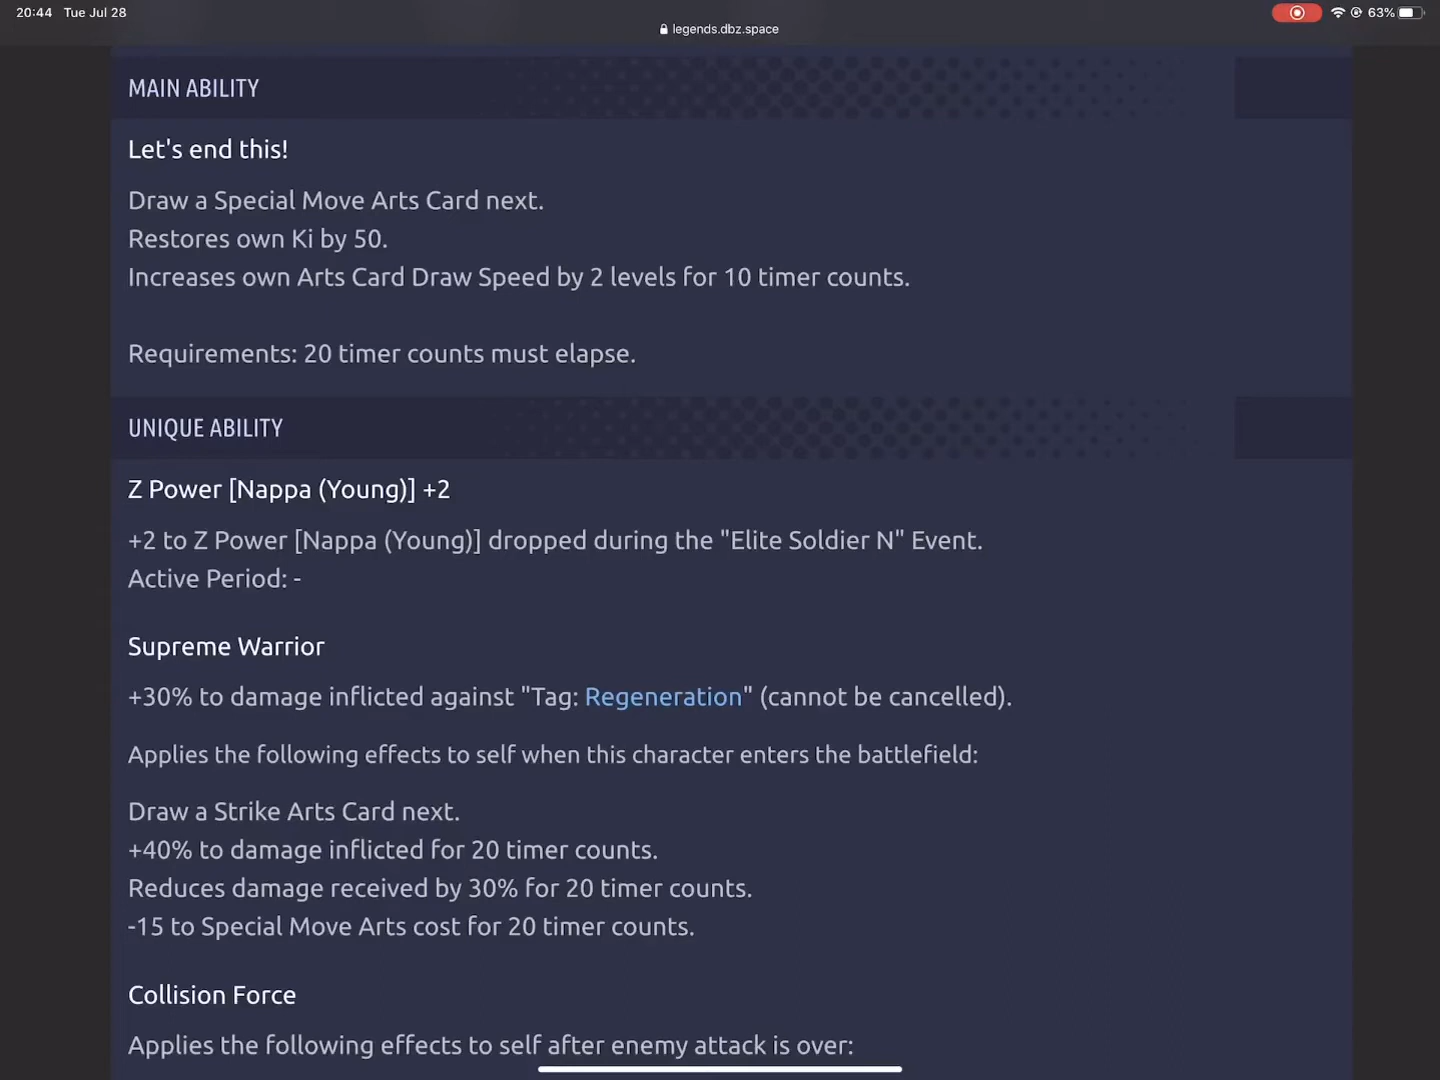 20:44 Tue Jul 28
63%
legends.dbz.space
MAIN ABILITY
Let's end this!
Draw a Special Move Arts Card next.
Restores own Ki by 50.
Increases own Arts Card Draw Speed by 2 levels for 10 timer counts.
Requirements: 20 timer counts must elapse.
UNIQUE ABILITY
Z Power [Nappa (Young)] +2
+2 to Z Power [Nappa (Young)] dropped during the "Elite Soldier N" Event.
Active Period: -
Supreme Warrior
+30% to damage inflicted against "Tag: Regeneration" (cannot be cancelled).
Applies the following effects to self when this character enters the battlefield:
Draw a Strike Arts Card next.
+40% to damage inflicted for 20 timer counts.
Reduces damage received by 30% for 20 timer counts.
-15 to Special Move Arts cost for 20 timer counts.
Collision Force
Applies the following effects to self after enemy attack is over: